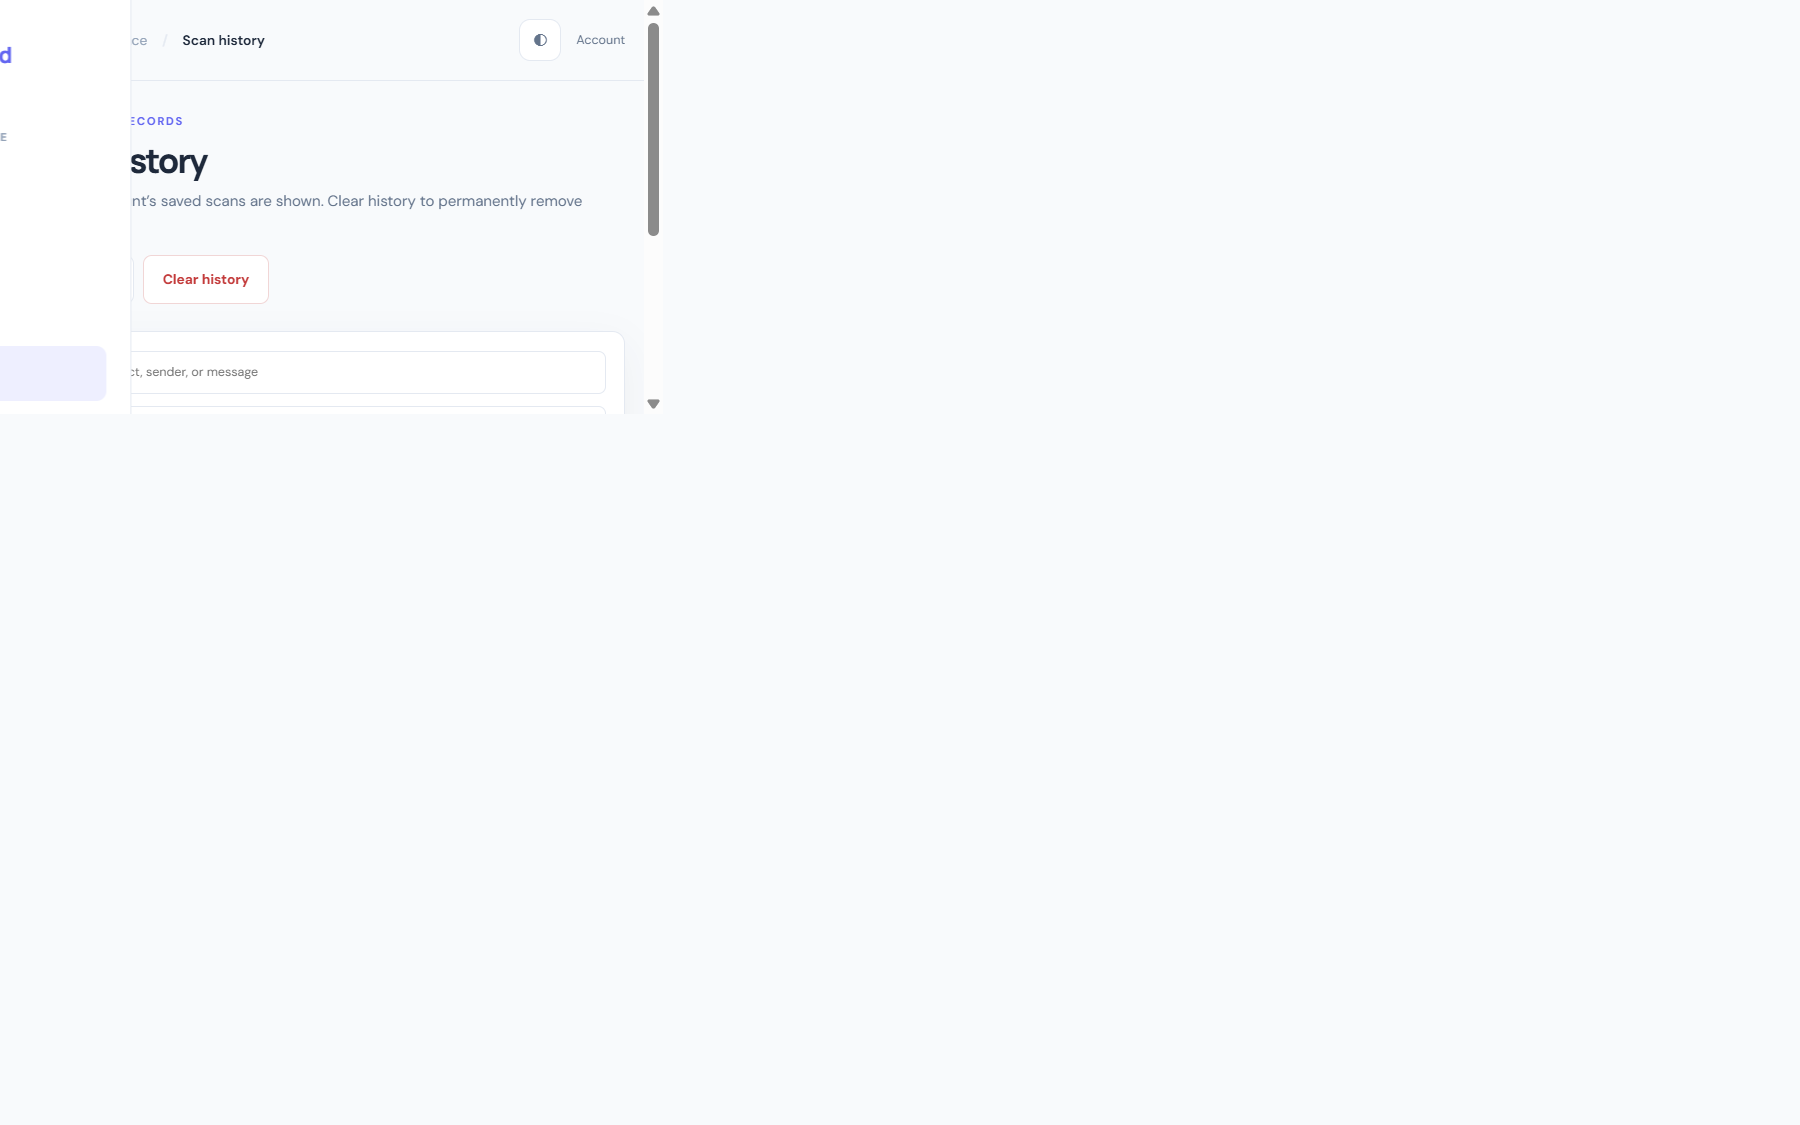 d
ce / Scan history
Account
E
ECORDS
story
nt’s saved scans are shown. Clear history to permanently remove
Clear history
ct, sender, or message